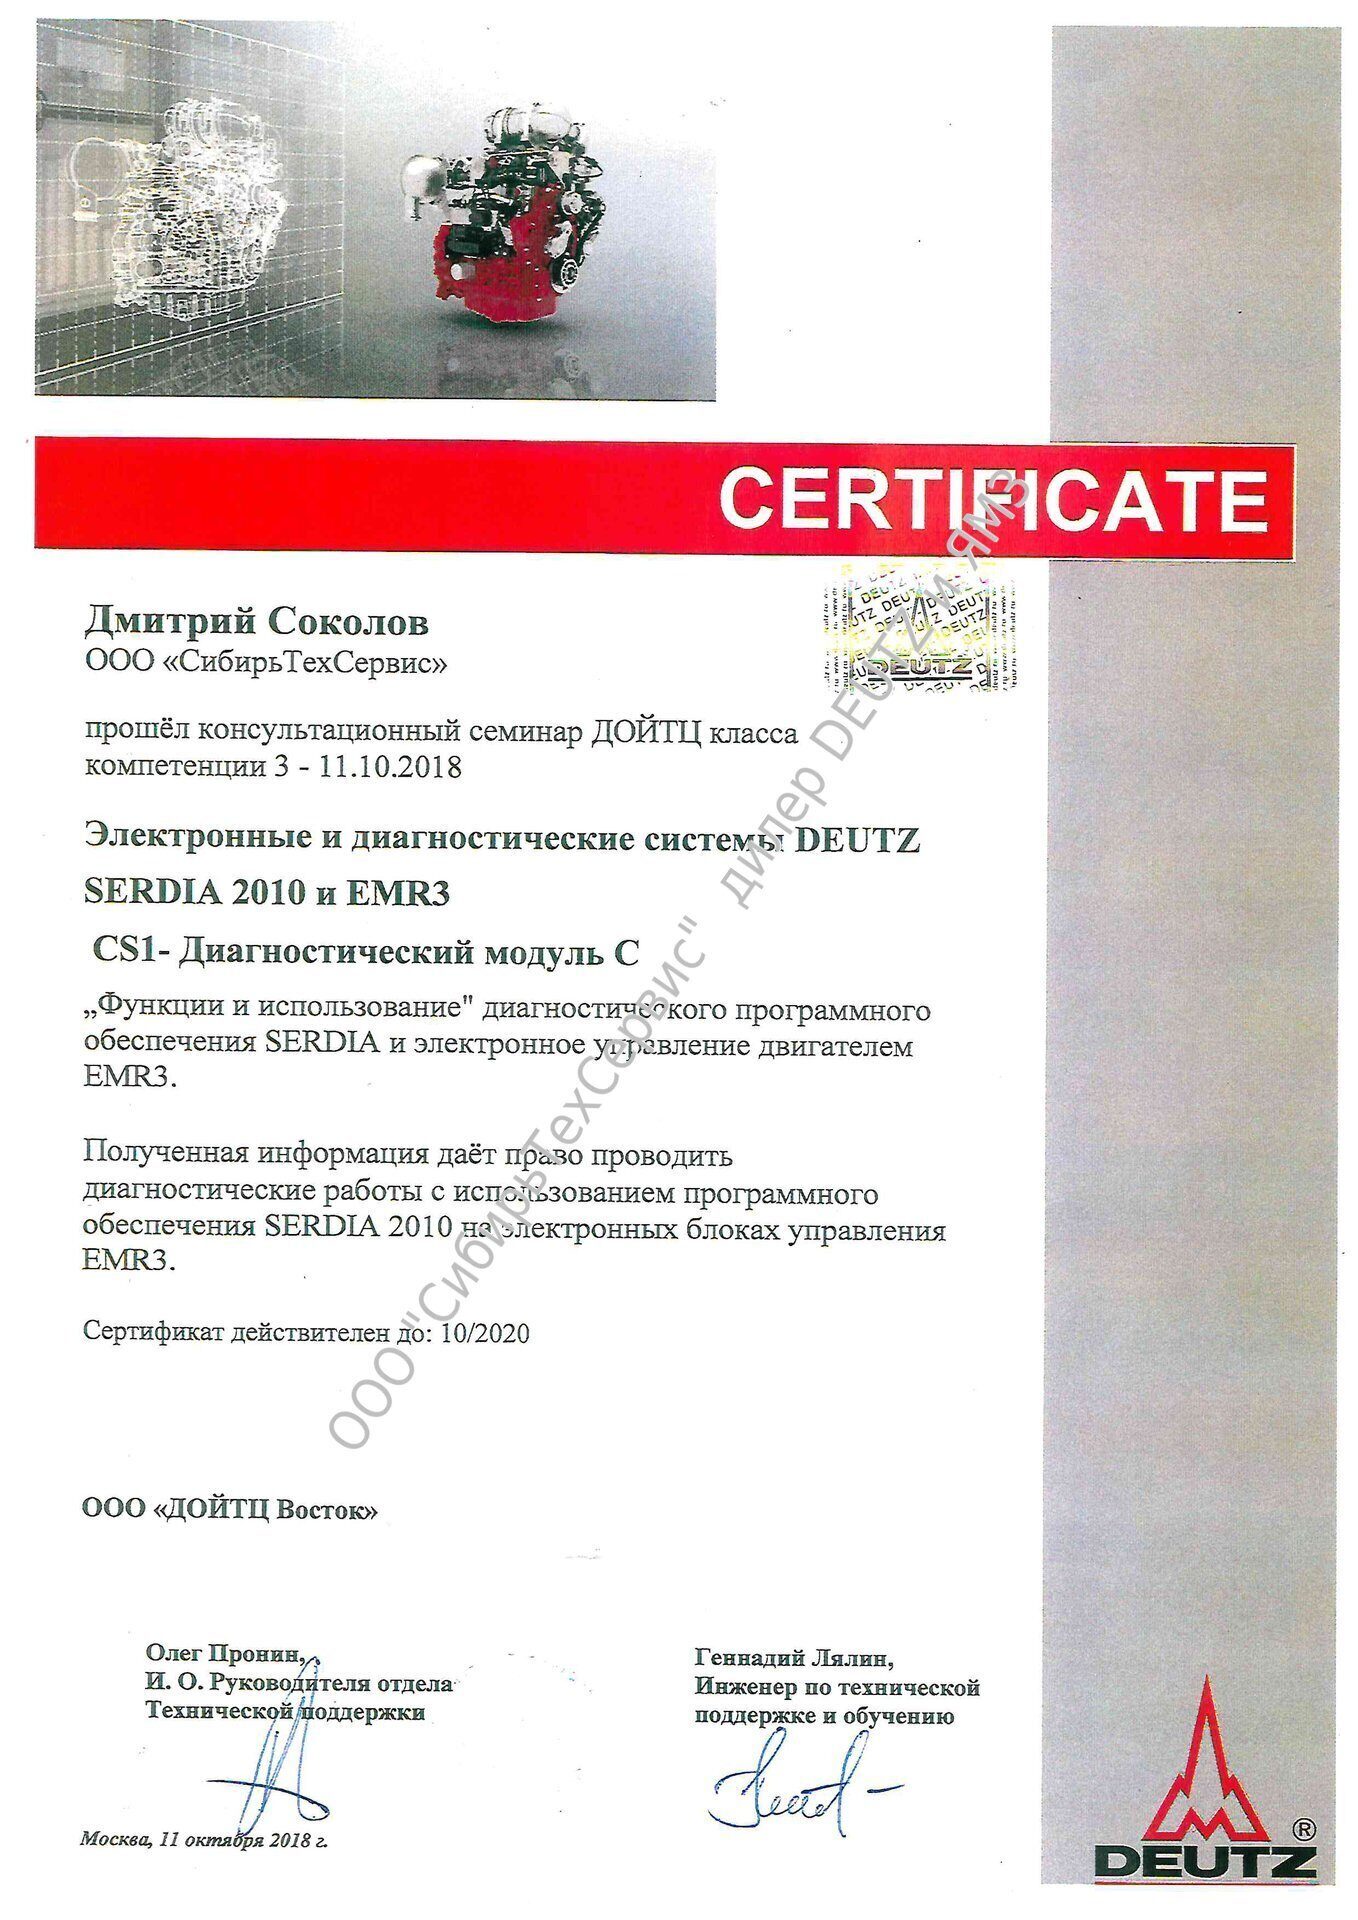 CERTIFICATE
Дмитрий Соколов
ООО «СибирьТехСервис»
DEUTZ
прошёл консультационный семинар ДОЙТЦ класса
компетенции 3 - 11.10.2018
Электронные и диагностические системы DEUTZ
SERDIA 2010 и EMR3
CS1- Диагностический модуль С
„Функции и использование" диагностического программного
обеспечения SERDIA и электронное управление двигателем
EMR3.
Полученная информация даёт право проводить
диагностические работы с использованием программного
обеспечения SERDIA 2010 на электронных блоках управления
EMR3.
Сертификат действителен до: 10/2020
ООО "СибирьТехСервис" дилер DEUTZ и ЯМЗ
ООО «ДОЙТЦ Восток»
Олег Пронин,
И. О. Руководителя отдела
Технической поддержки
Геннадий Лялин,
Инженер по технической
поддержке и обучению
Москва, 11 октября 2018 г.
DEUTZ ®